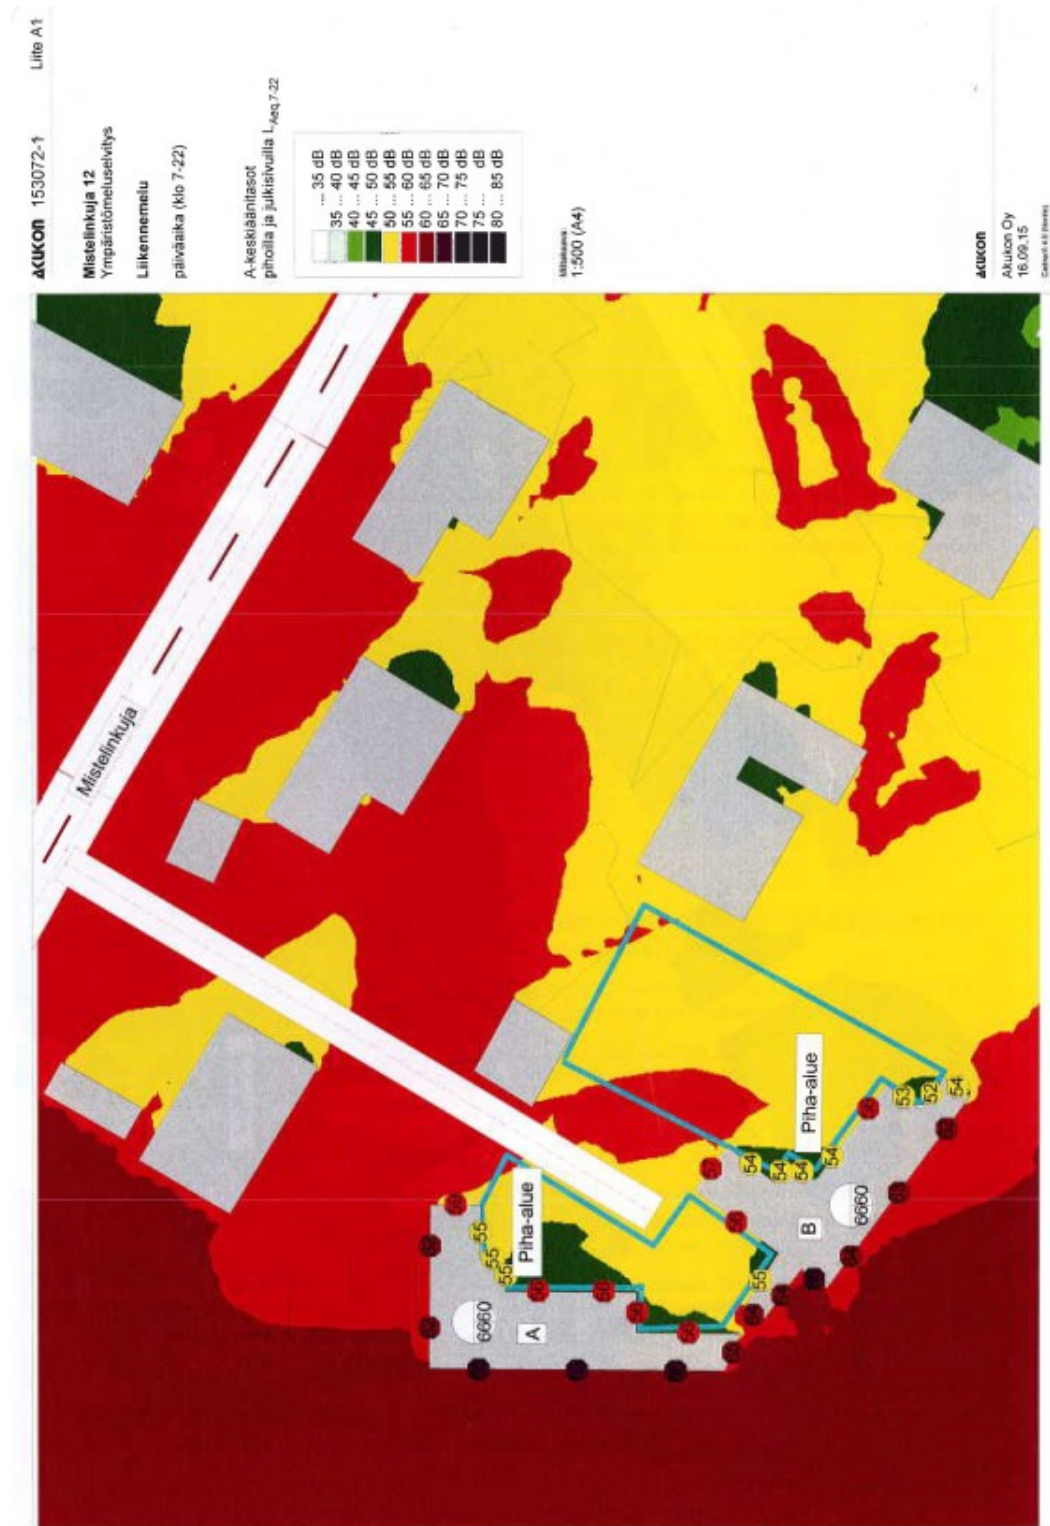 AKUKON 153072-1 Liite A1
Mistelinkuja 12
Ympäristömeluselvitys
Liikennemelu
päiväaika (klo 7-22)
A-keskiäänitasot
pihoilla ja julkisivuilla L Aeq,7-22
... 35 dB
35 ... 40 dB
40 ... 45 dB
45 ... 50 dB
50 ... 55 dB
55 ... 60 dB
60 ... 65 dB
65 ... 70 dB
70 ... 75 dB
75 ... dB
80 ... 85 dB
1:500 (A4)
AKUKON
Akukon Oy
16.09.15
Mistelinkuja
Piha-alue
55
55
55
6660
A
Piha-alue
54
54
54
54
53
52
54
55
6660
B